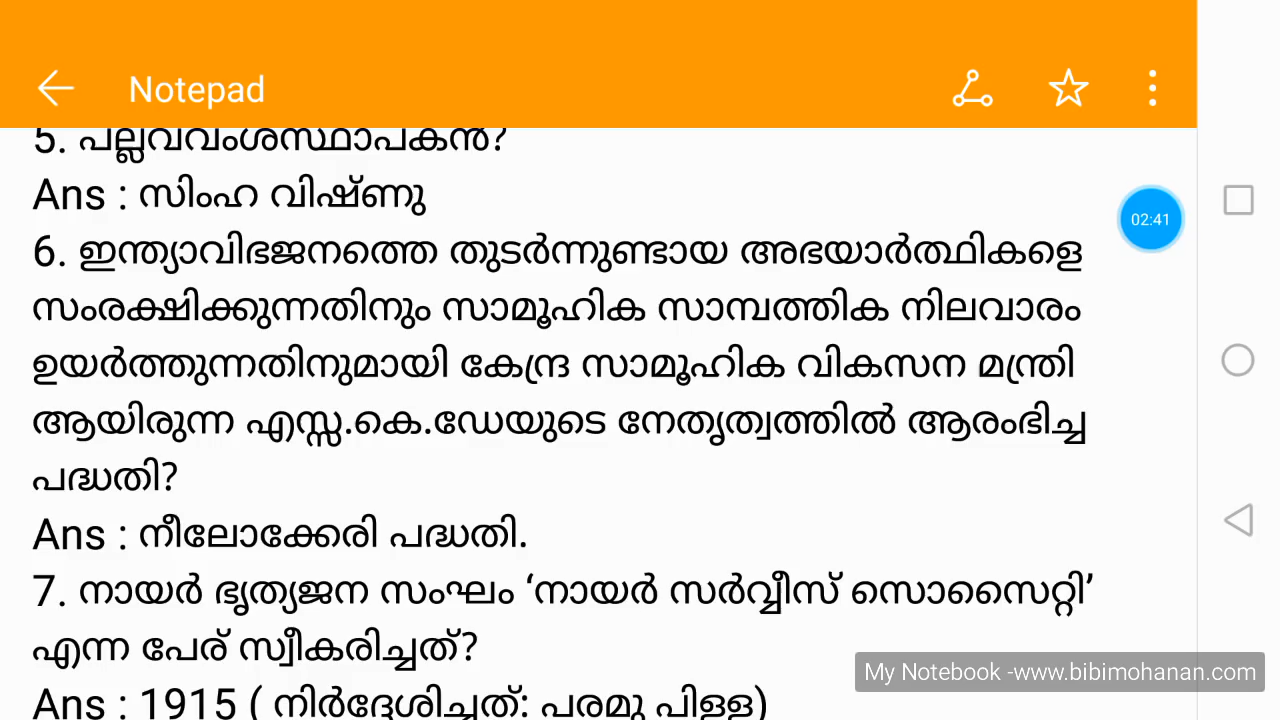 Notepad
5. പല്ലവവംശസ്ഥാപകൻ?
Ans : സിംഹ വിഷ്ണു
02:41
6. ഇന്ത്യാവിഭജനത്തെ തുടർന്നുണ്ടായ അഭയാർത്ഥികളെ
സംരക്ഷിക്കുന്നതിനും സാമൂഹിക സാമ്പത്തിക നിലവാരം
ഉയർത്തുന്നതിനുമായി കേന്ദ്ര സാമൂഹിക വികസന മന്ത്രി
ആയിരുന്ന എസ്സ.കെ.ഡേയുടെ നേതൃത്വത്തിൽ ആരംഭിച്ച
പദ്ധതി?
Ans : നീലോക്കേരി പദ്ധതി.
7. നായർ ഭൃത്യജന സംഘം ‘നായർ സർവ്വീസ് സൊസൈറ്റി’
എന്ന പേര് സ്വീകരിച്ചത്?
My Notebook -www.bibimohanan.com
Ans : 1915 ( നിർദ്ദേശിച്ചത്: പരമു പിള്ള)